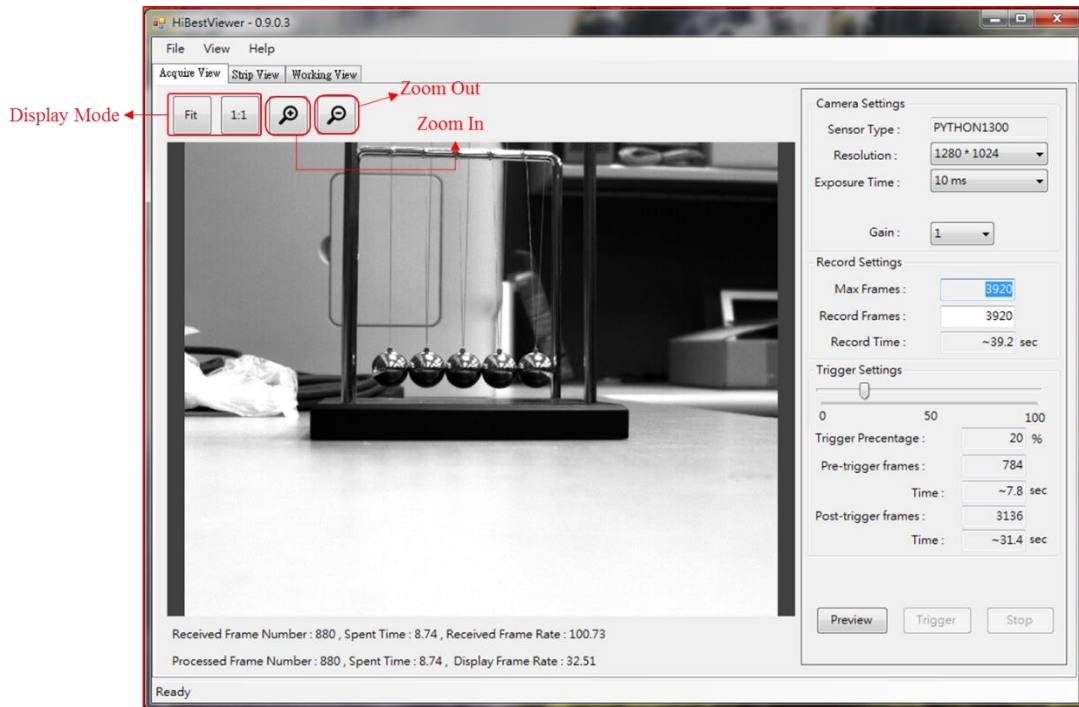 HiBestViewer - 0.9.0.3
File View Help
Acquire View Strip View Working View
Display Mode
Fit 1:1
Zoom Out
Zoom In
Camera Settings
Sensor Type : PYTHON1300
Resolution : 1280 * 1024
Exposure Time : 10 ms
Gain : 1
Record Settings
Max Frames : 3920
Record Frames : 3920
Record Time : ~39.2 sec
Trigger Settings
0 50 100
Trigger Precentage : 20 %
Pre-trigger frames : 784
Time : ~7.8 sec
Post-trigger frames : 3136
Time : ~31.4 sec
Preview Trigger Stop
Received Frame Number : 880 , Spent Time : 8.74 , Received Frame Rate : 100.73
Processed Frame Number : 880 , Spent Time : 8.74 , Display Frame Rate : 32.51
Ready